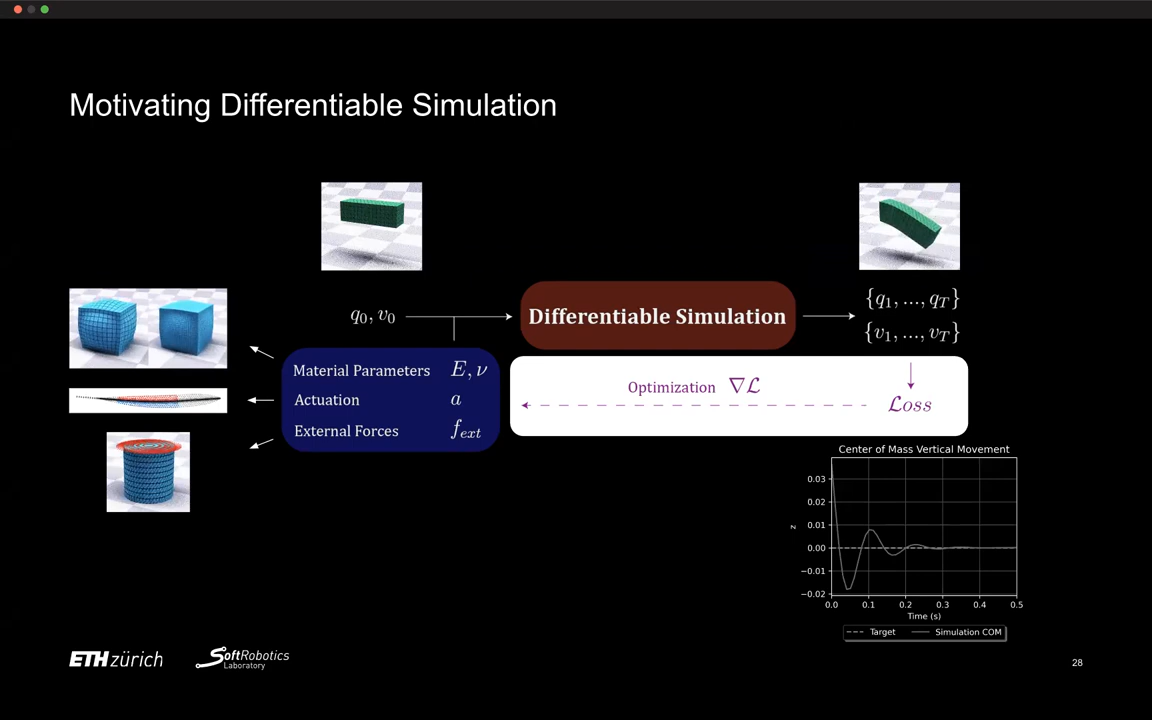 Motivating Differentiable Simulation
q₀, v₀
Differentiable Simulation
{q₁, ..., q_T}
{v₁, ..., v_T}
Material Parameters E, ν
Actuation a
External Forces f_ext
Optimization ∇ℒ
ℒoss
Center of Mass Vertical Movement
0.03
0.02
0.01
0.00
−0.01
−0.02
z
0.0 0.1 0.2 0.3 0.4 0.5
Time (s)
Target Simulation COM
ETH zürich
SoftRobotics
Laboratory
28